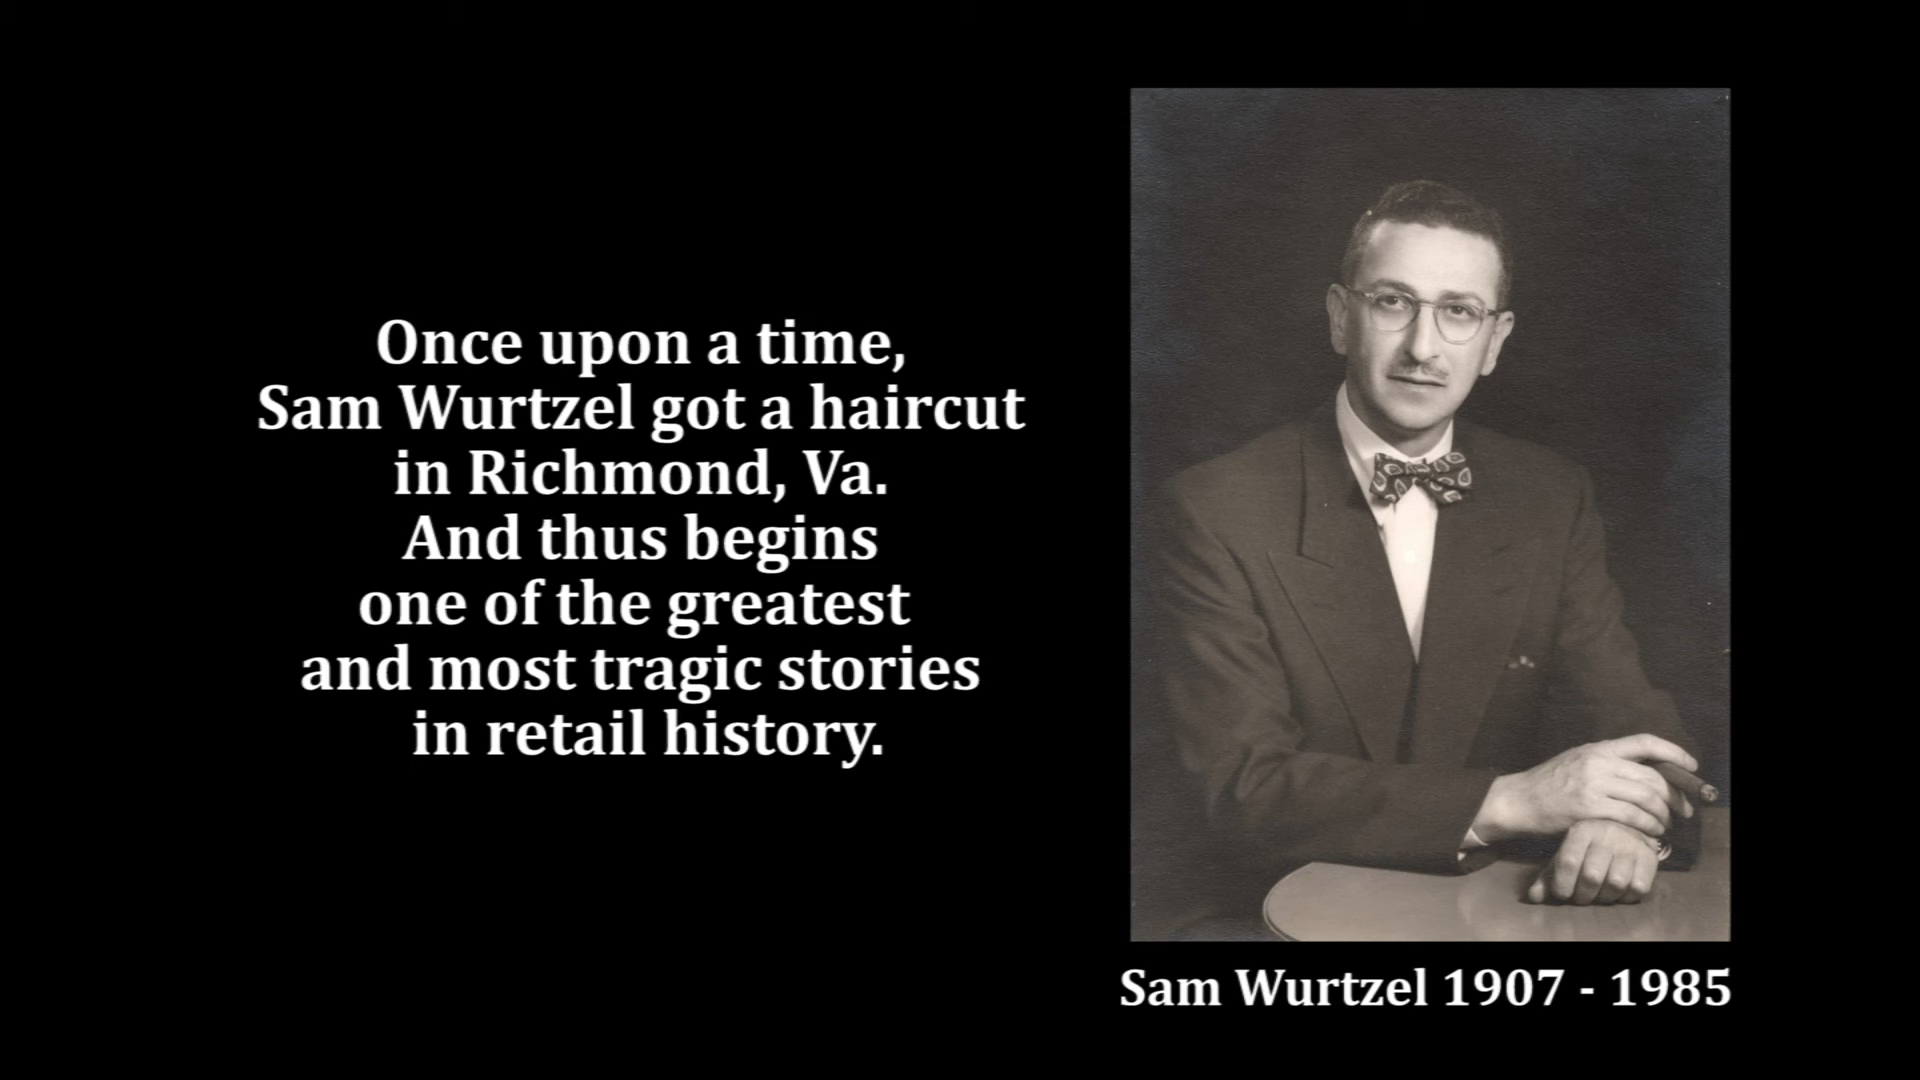 Once upon a time,
Sam Wurtzel got a haircut
in Richmond, Va.
And thus begins
one of the greatest
and most tragic stories
in retail history.
Sam Wurtzel 1907 - 1985